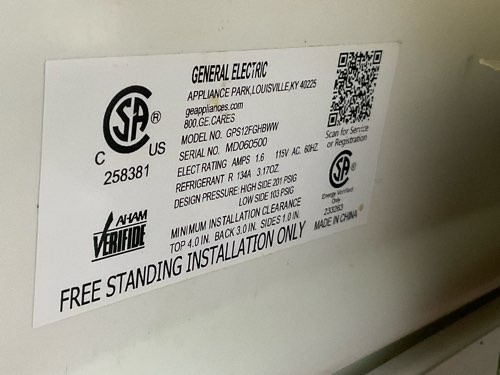 GENERAL ELECTRIC
APPLIANCE PARK, LOUISVILLE, KY 40225
geappliances.com
800.GE.CARES
MODEL NO. GPS12FGHBWW
SERIAL NO. MD060500
ELECT RATING AMPS 1.6 115V AC. 60HZ.
REFRIGERANT R 134A 3.17OZ.
DESIGN PRESSURE: HIGH SIDE 201 PSIG
LOW SIDE 103 PSIG
MINIMUM INSTALLATION CLEARANCE
TOP 4.0 IN. BACK 3.0 IN. SIDES 1.0 IN.
FREE STANDING INSTALLATION ONLY
SA®
C US
258381
AHAM
VERIFIDE
Scan for Service
or Registration
SA
Energy Verified
Only
233263
MADE IN CHINA